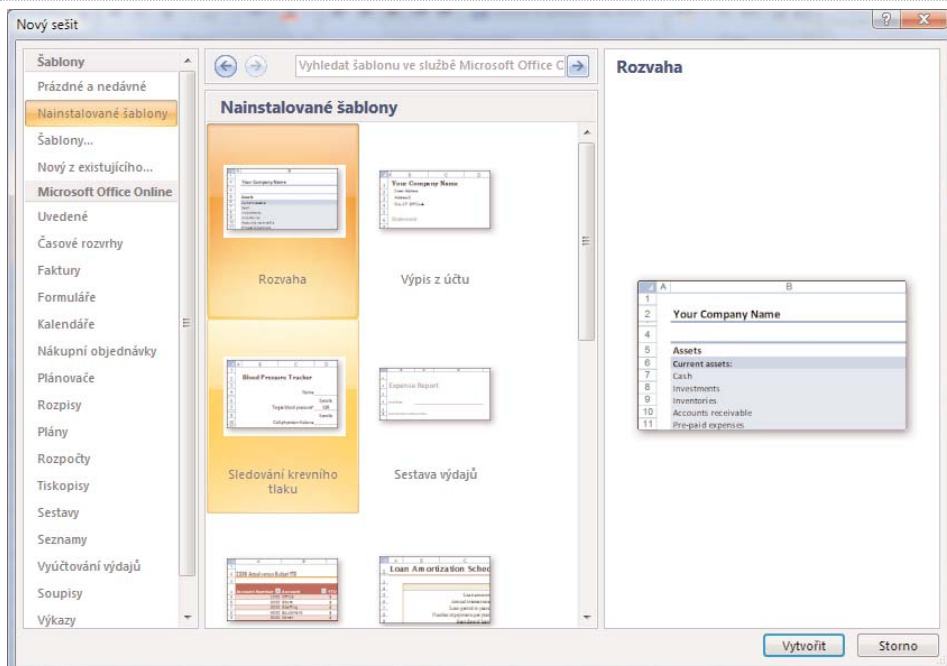 Nový sešit
Šablony
Prázdné a nedávné
Nainstalované šablony
Šablony...
Nový z existujícího...
Microsoft Office Online
Uvedené
Časové rozvrhy
Faktury
Formuláře
Kalendáře
Nákupní objednávky
Plánovače
Rozpisy
Plány
Rozpočty
Tiskopisy
Sestavy
Seznamy
Vyúčtování výdajů
Soupisy
Výkazy
Vyhledat šablonu ve službě Microsoft Office C
Nainstalované šablony
Your Company Name
Assets
Rozvaha
Your Company Name
Výpis z účtu
Blood Pressure Tracker
Name
Sledování krevního
tlaku
Expense Report
Sestava výdajů
Loan Amortization Sched
Rozvaha
A B
1
2 Your Company Name
4
5 Assets
6 Current assets:
7 Cash
8 Investments
9 Inventories
10 Accounts receivable
11 Pre-paid expenses
Vytvořit
Storno